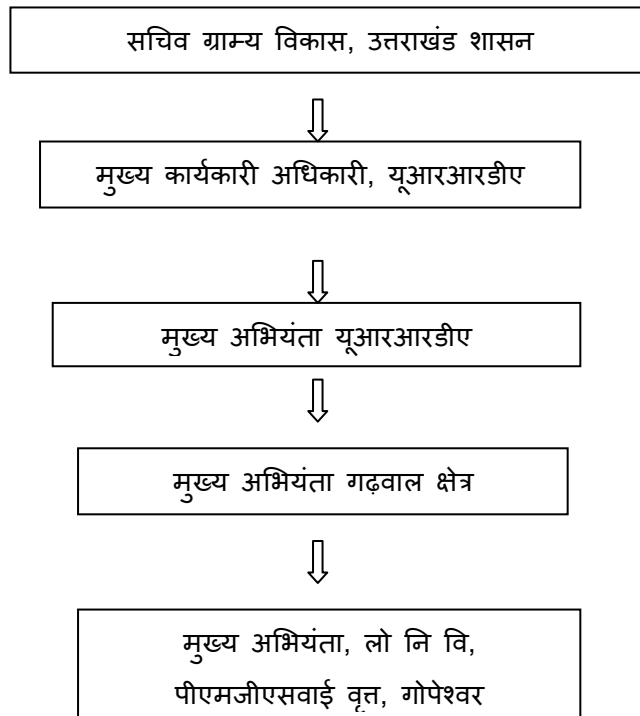 सचिव ग्राम्य विकास, उत्तराखंड शासन
मुख्य कार्यकारी अधिकारी, यूआरआरडीए
मुख्य अभियंता यूआरआरडीए
मुख्य अभियंता गढ़वाल क्षेत्र
मुख्य अभियंता, लो नि वि,
पीएमजीएसवाई वृत्त, गोपेश्वर